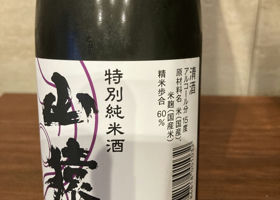 清酒
アルコール分 15度
原材料名 米(国産)、
米麹(国産米)
精米歩合 60%
特別純米酒
山猿